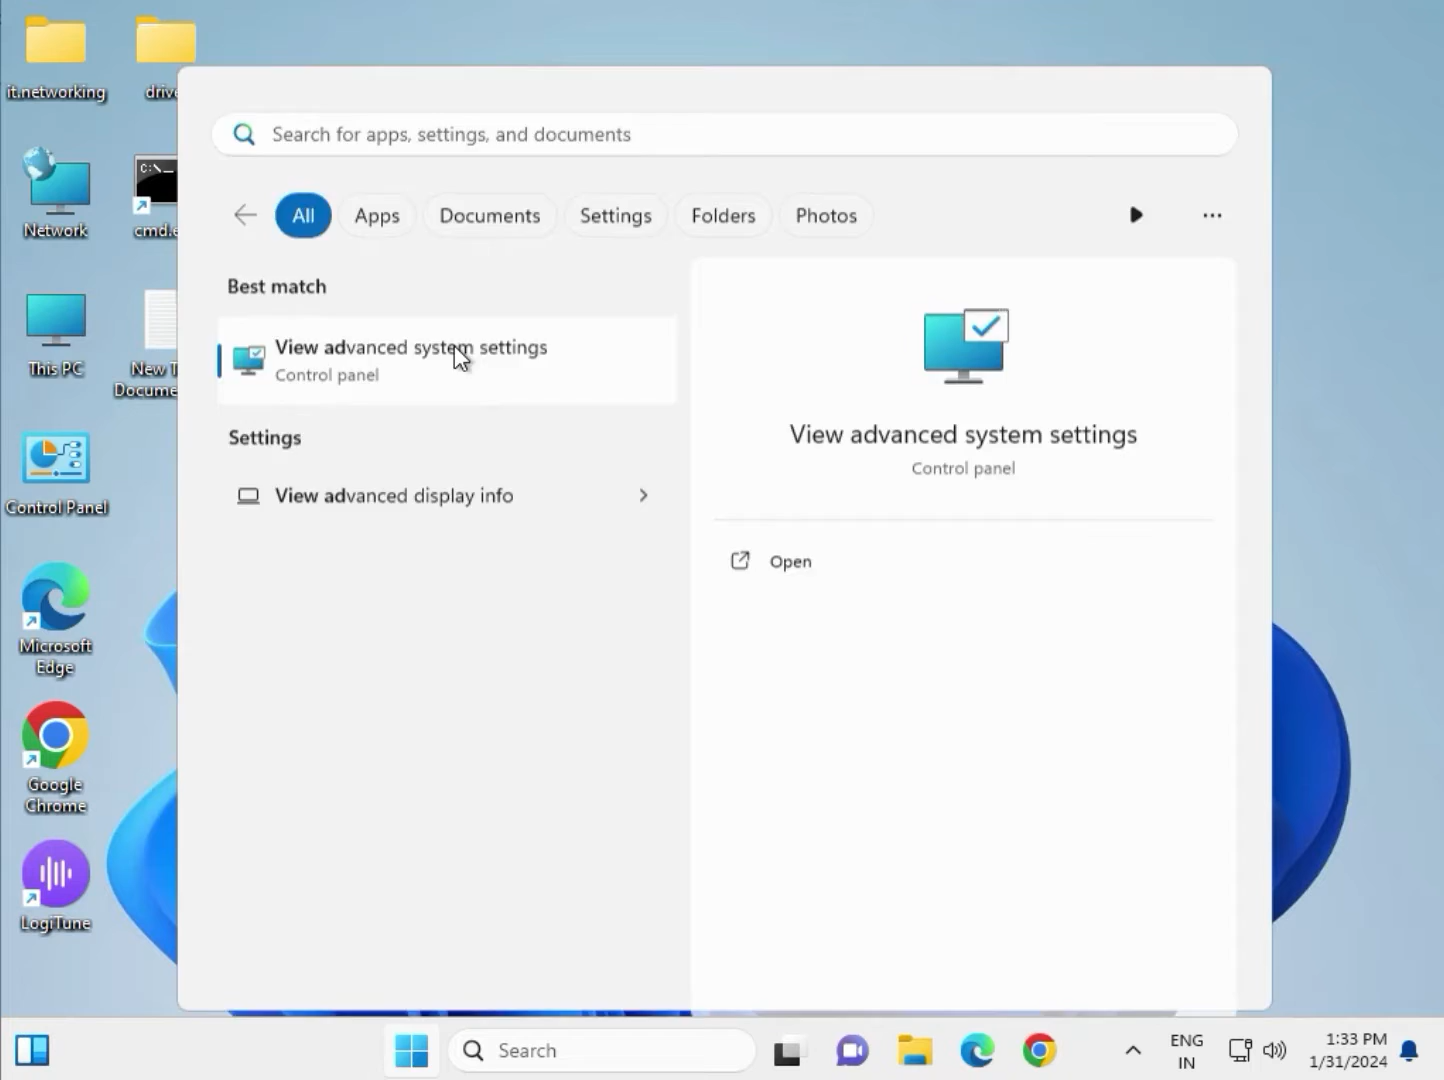 it.networking
drive
Network
cmd.e
This PC
New T
Docume
Control Panel
Microsoft
Edge
Google
Chrome
LogiTune
Search for apps, settings, and documents
All
Apps
Documents
Settings
Folders
Photos
Best match
View advanced system settings
Control panel
Settings
View advanced display info
View advanced system settings
Control panel
Open
Search
ENG
IN
1:33 PM
1/31/2024